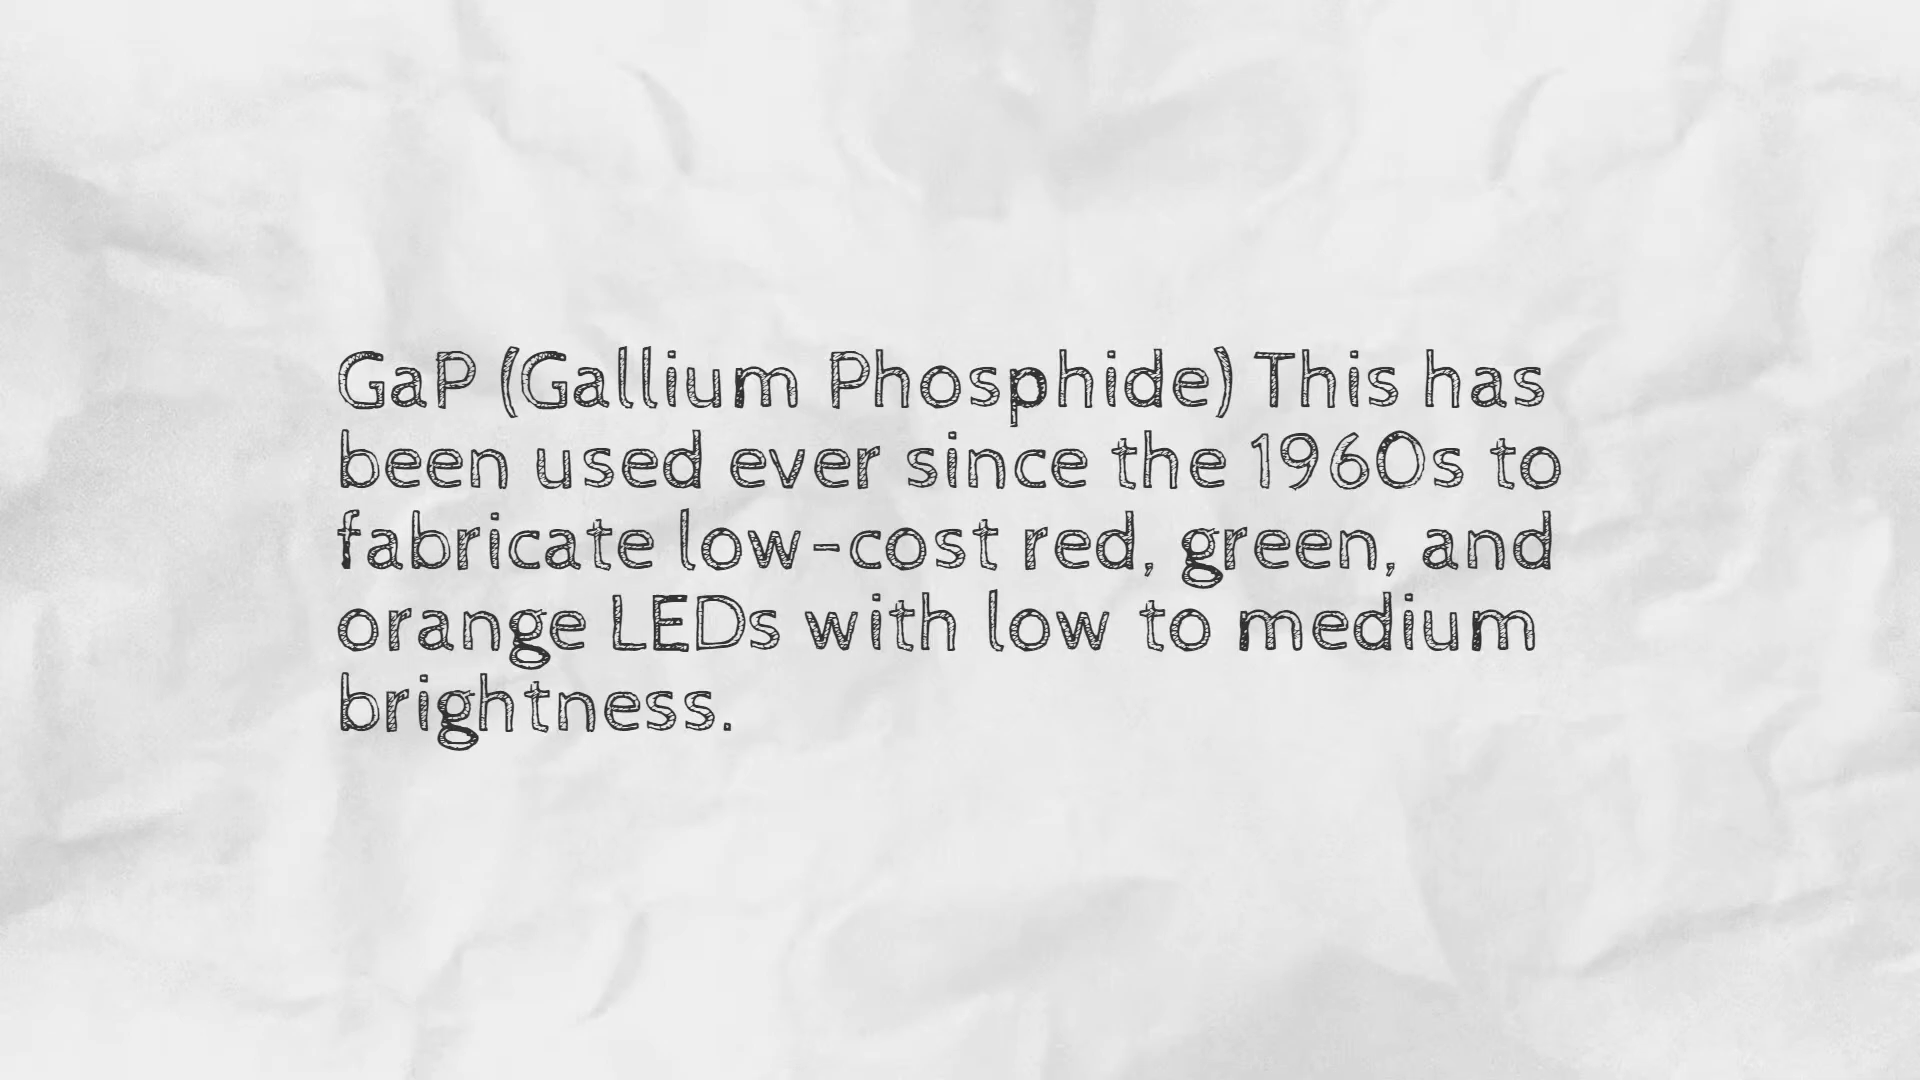 GaP (Gallium Phosphide) This has
been used ever since the 1960s to
fabricate low-cost red, green, and
orange LEDs with low to medium
brightness.